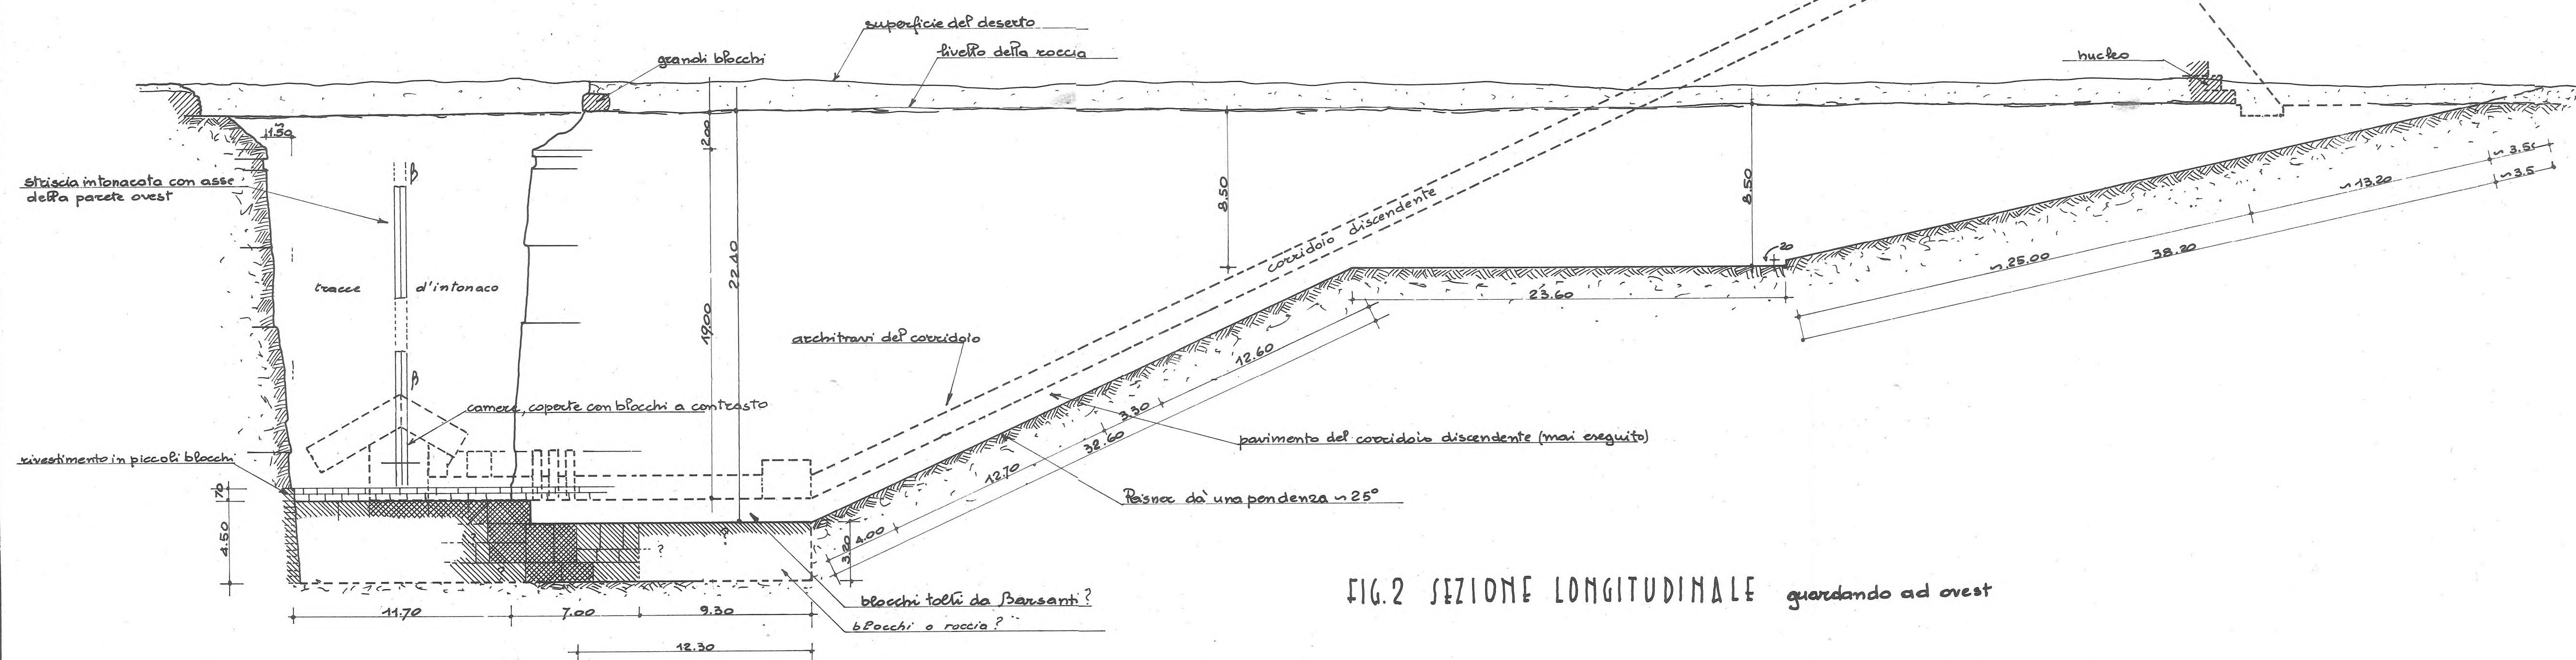 superficie del deserto
livello della roccia
grandi blocchi
nucleo
1.50
2.00
striscia intonacata con asse
della parete ovest
β
8.50
8.50
corridoio discendente
20
~ 3.5
~ 3.5
~ 13.20
~ 25.00
38.20
22.40
tracce d'intonaco
23.60
19.00
architravi del corridoio
12.60
β
camere, coperte con blocchi a contrasto
3.30
32.60
pavimento del corridoio discendente (mai eseguito)
rivestimento in piccoli blocchi
12.70
Reisner dà una pendenza ~ 25°
70
4.50
4.00
3.20
?
?
?
?
blocchi tolti da Barsanti?
FIG. 2 SEZIONE LONGITUDINALE guardando ad ovest
11.70
7.00
9.30
blocchi o roccia?
12.30